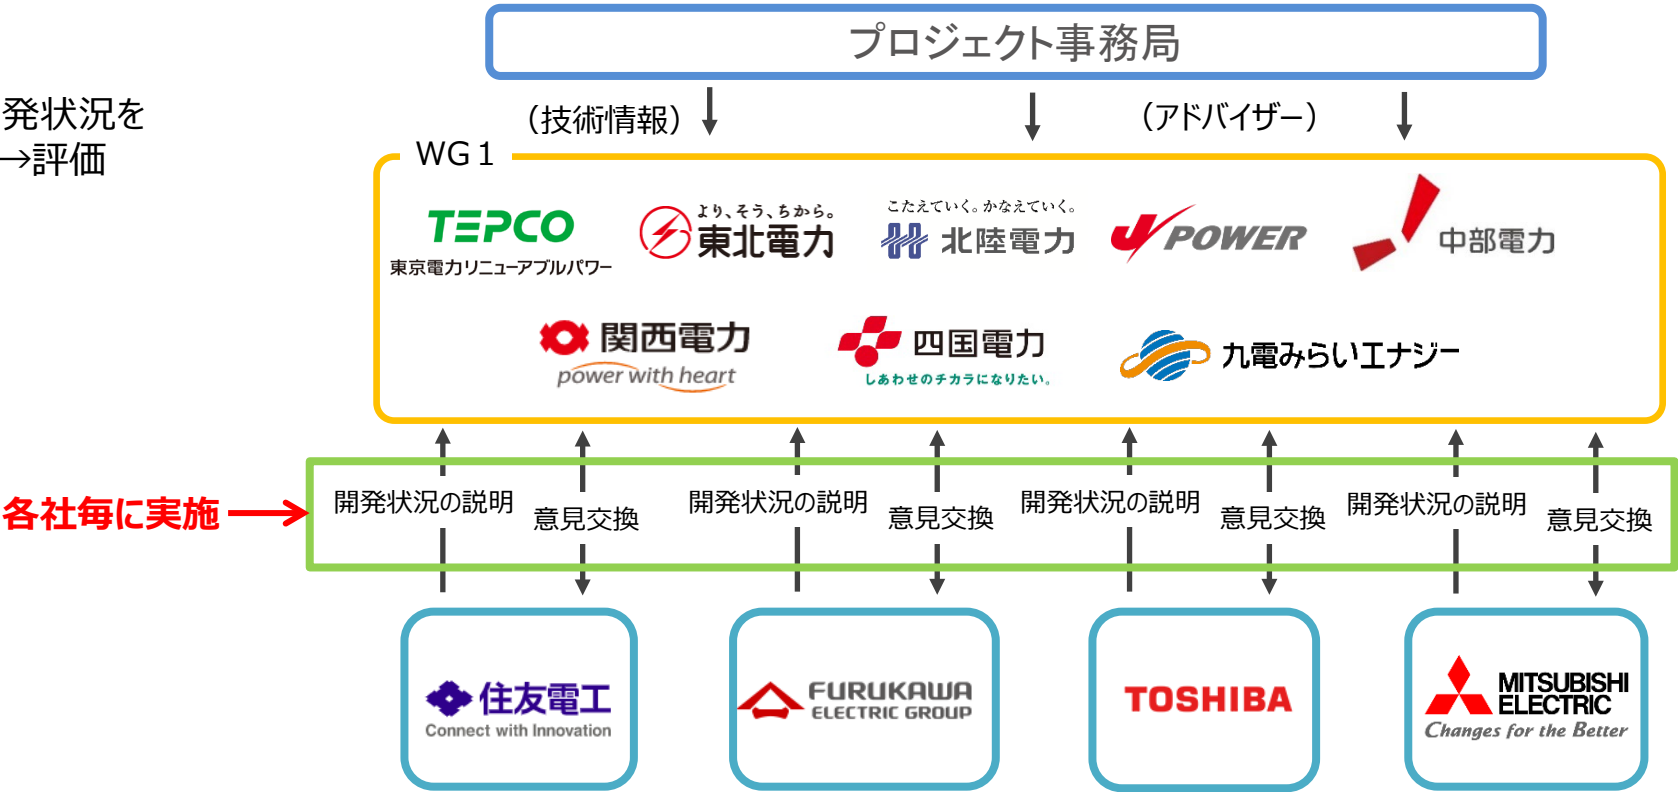 プロジェクト事務局
発状況を
→評価
（技術情報）
（アドバイザー）
WG１
TEPCO
東京電力リニューアブルパワー
より、そう、ちから。
東北電力
こたえていく。かなえていく。
北陸電力
J POWER
中部電力
関西電力
power with heart
四国電力
しあわせのチカラになりたい。
九電みらいエナジー
各社毎に実施
開発状況の説明
意見交換
開発状況の説明
意見交換
開発状況の説明
意見交換
開発状況の説明
意見交換
住友電工
Connect with Innovation
FURUKAWA
ELECTRIC GROUP
TOSHIBA
MITSUBISHI
ELECTRIC
Changes for the Better